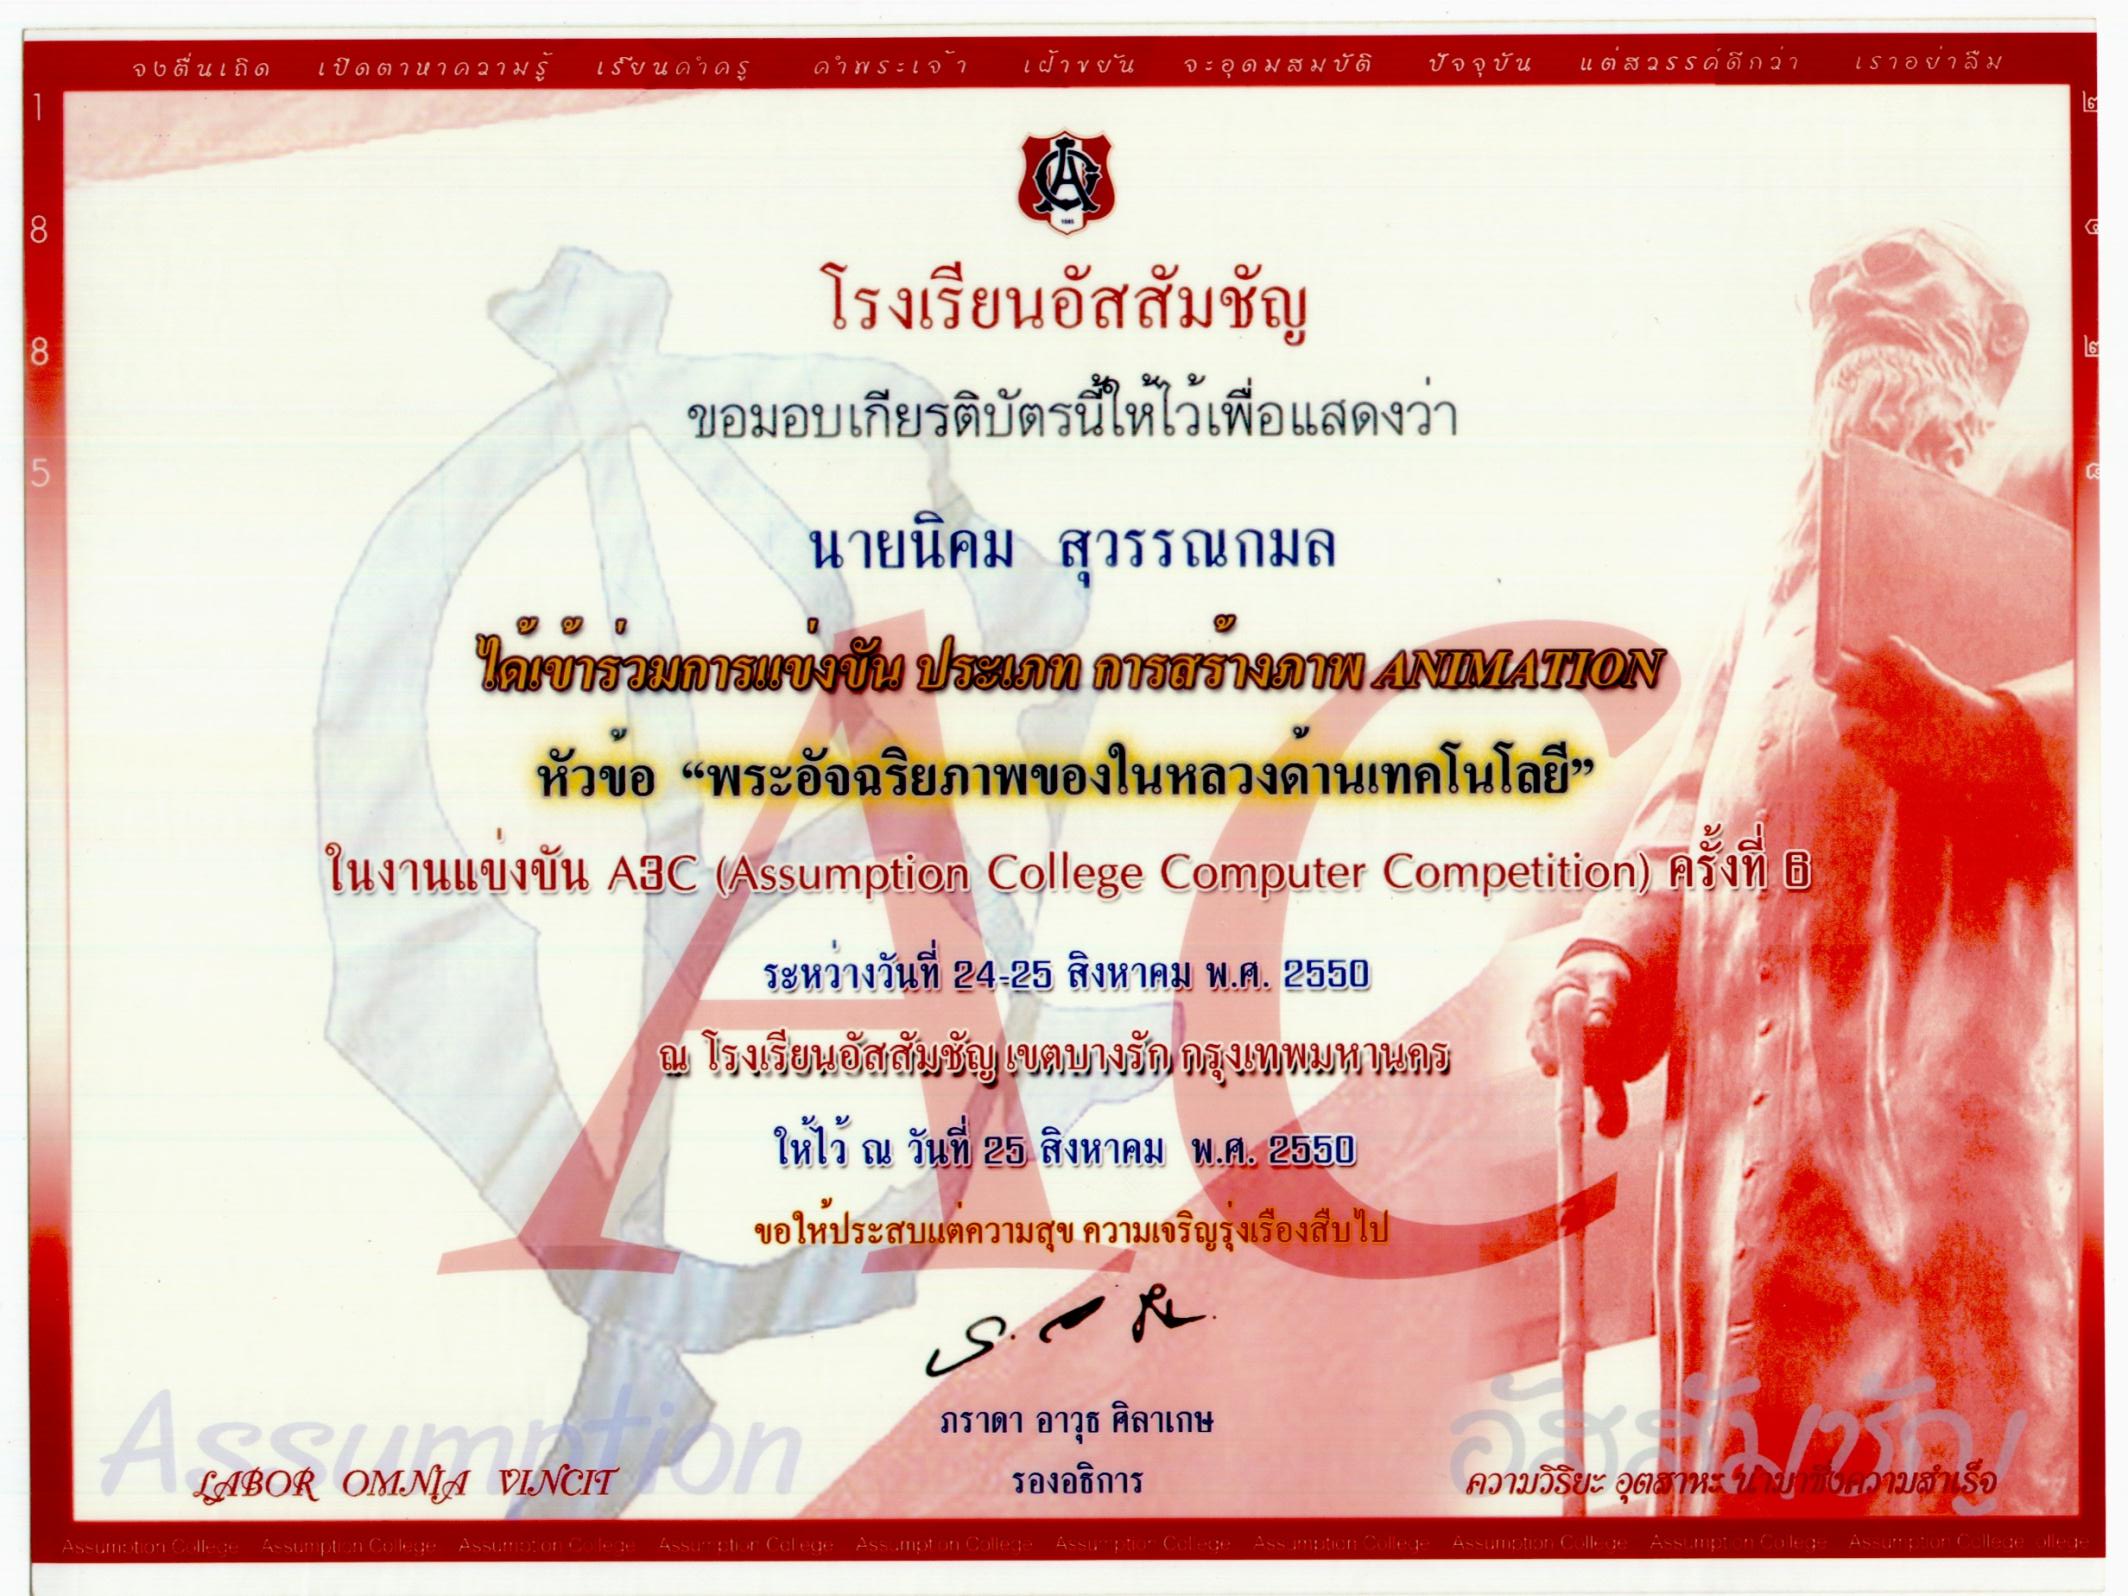 จงตื่นเถิด เปิดตาหาความรู้ เรียนคำครู คำพระเจ้า เฝ้าขยัน จะอุดมสมบัติ ปัจจุบัน แต่สวรรค์ดีกว่า เราอย่าลืม
1
8
8
5
โรงเรียนอัสสัมชัญ
ขอมอบเกียรติบัตรนี้ให้ไว้เพื่อแสดงว่า
นายนิคม สุวรรณกมล
ได้เข้าร่วมการแข่งขัน ประเภท การสร้างภาพ ANIMATION
หัวข้อ “พระอัจฉริยภาพของในหลวงด้านเทคโนโลยี”
ในงานแข่งขัน A3C (Assumption College Computer Competition) ครั้งที่ 6
ระหว่างวันที่ 24-25 สิงหาคม พ.ศ. 2550
ณ โรงเรียนอัสสัมชัญ เขตบางรัก กรุงเทพมหานคร
ให้ไว้ ณ วันที่ 25 สิงหาคม พ.ศ. 2550
ขอให้ประสบแต่ความสุข ความเจริญรุ่งเรืองสืบไป
ภราดา อาวุธ ศิลาเกษ
รองอธิการ
AC
Assumption
LABOR OMNIA VINCIT
อัสสัมชัญ
ความวิริยะ อุตสาหะ นำมาซึ่งความสำเร็จ
Assumption College Assumption College Assumption College Assumption College Assumption College Assumption College Assumption College Assumption College Assumption College Assumption College ollege